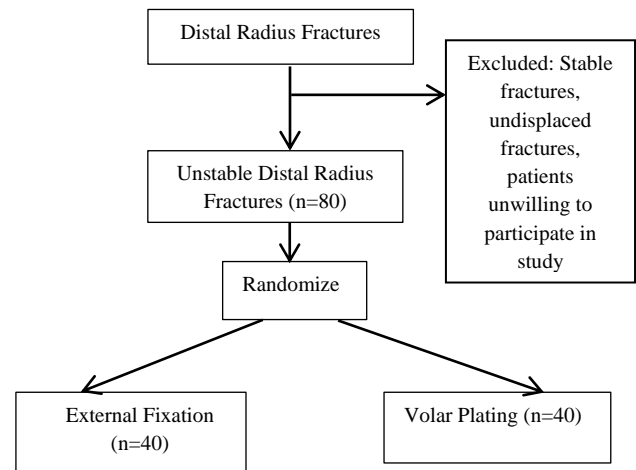 Distal Radius Fractures
Excluded: Stable
fractures,
undisplaced
fractures,
patients
unwilling to
participate in
study
Unstable Distal Radius
Fractures (n=80)
Randomize
External Fixation
(n=40)
Volar Plating (n=40)